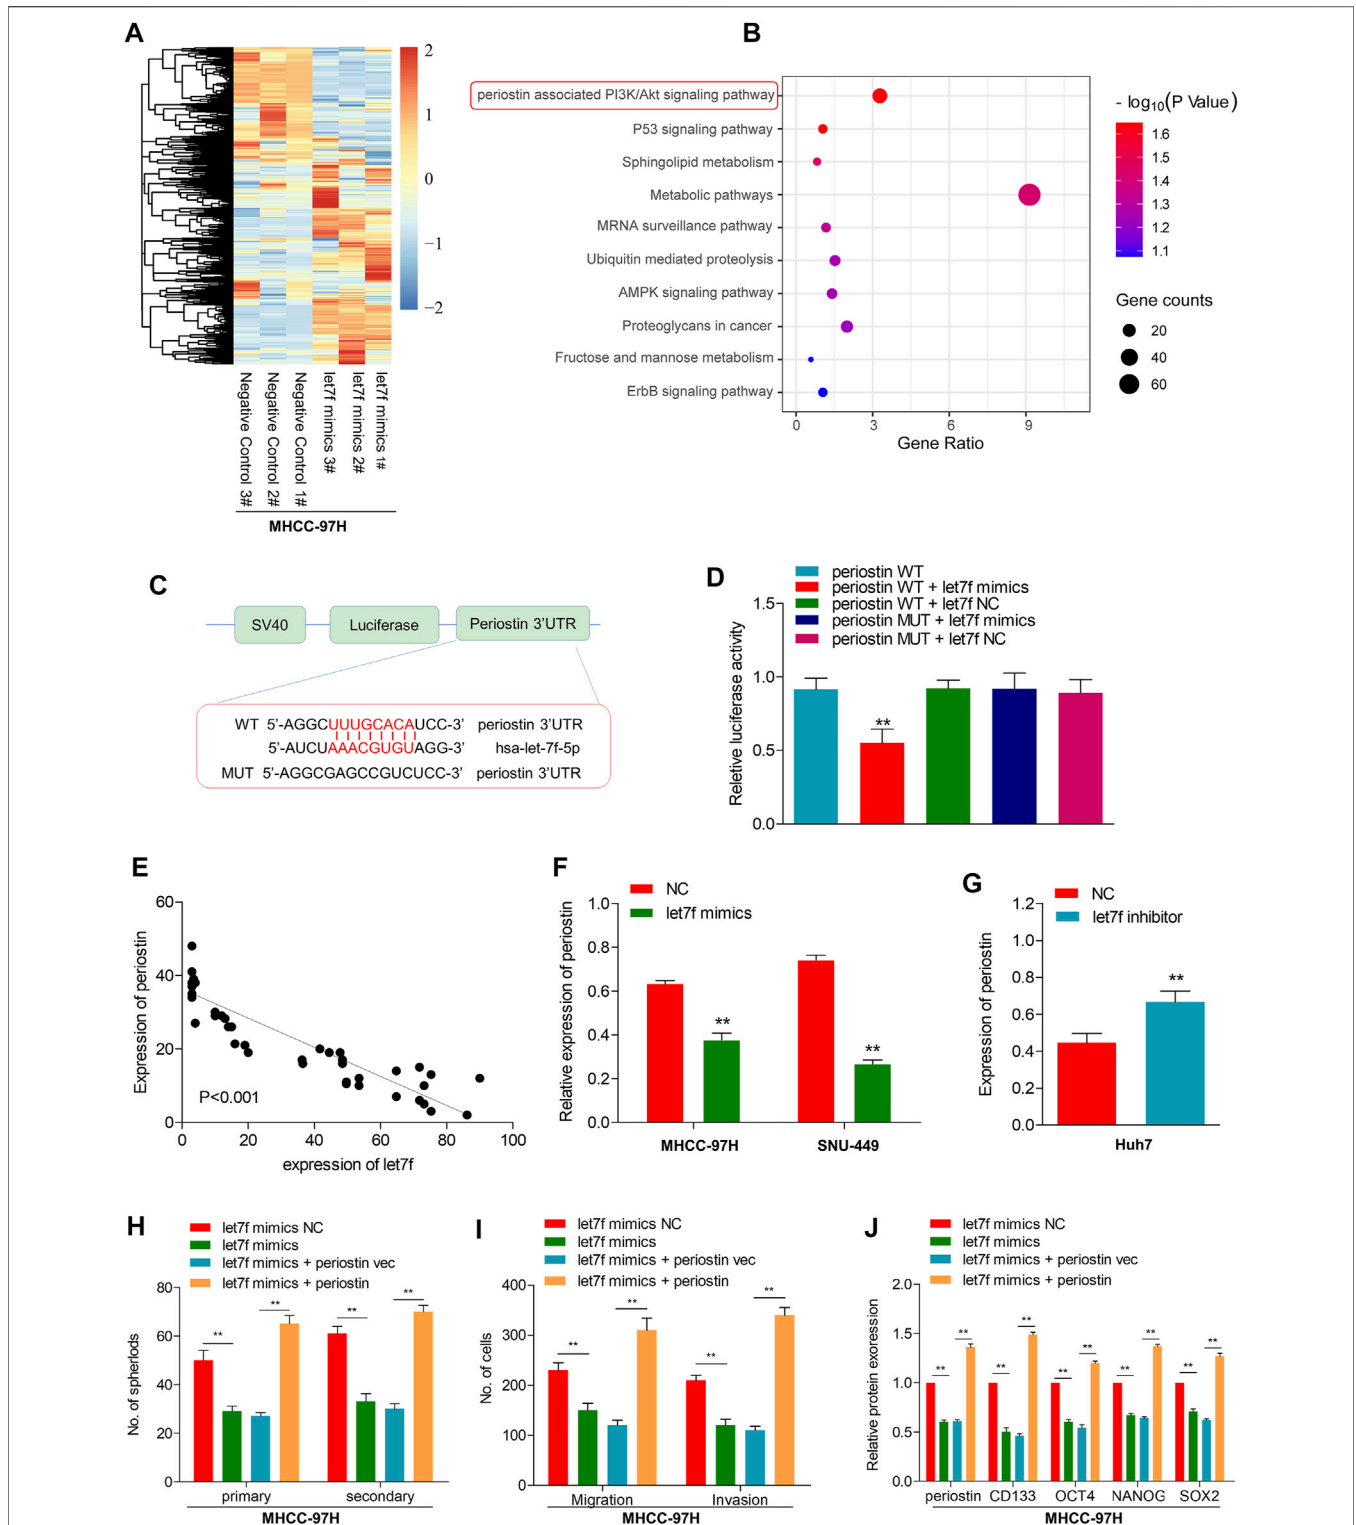 A
2
1
0
−1
−2
Negative Control 3#
Negative Control 2#
Negative Control 1#
let7f mimics 3#
let7f mimics 2#
let7f mimics 1#
MHCC-97H
B
periostin associated PI3K/Akt signaling pathway
P53 signaling pathway
Sphingolipid metabolism
Metabolic pathways
MRNA surveillance pathway
Ubiquitin mediated proteolysis
AMPK signaling pathway
Proteoglycans in cancer
Fructose and mannose metabolism
ErbB signaling pathway
0 3 6 9
Gene Ratio
- log10(P Value)
1.6
1.5
1.4
1.3
1.2
1.1
Gene counts
20
40
60
C
SV40 Luciferase Periostin 3'UTR
WT 5'-AGGCUUUGCACAUCC-3' periostin 3'UTR
5'-AUCUAAACGUGUAGG-3' hsa-let-7f-5p
MUT 5'-AGGCGAGCCGUCUCC-3' periostin 3'UTR
D
periostin WT
periostin WT + let7f mimics
periostin WT + let7f NC
periostin MUT + let7f mimics
periostin MUT + let7f NC
Reletive luciferase activity
1.5
1.0
0.5
0.0
**
E
Expression of periostin
60
40
20
0
P<0.001
0 20 40 60 80 100
expression of let7f
F
NC
let7f mimics
Relative expression of periostin
1.0
0.8
0.6
0.4
0.2
0.0
**
**
MHCC-97H SNU-449
G
NC
let7f inhibitor
Expression of periostin
1.2
1.0
0.8
0.6
0.4
0.2
0.0
**
Huh7
H
let7f mimics NC
let7f mimics
let7f mimics + periostin vec
let7f mimics + periostin
No. of spherlods
80
60
40
20
0
** ** ** **
primary secondary
MHCC-97H
I
let7f mimics NC
let7f mimics
let7f mimics + periostin vec
let7f mimics + periostin
No. of cells
400
300
200
100
0
** ** ** **
Migration Invasion
MHCC-97H
J
let7f mimics NC
let7f mimics
let7f mimics + periostin vec
let7f mimics + periostin
Relative protein exoression
2.0
1.5
1.0
0.5
0.0
** ** ** ** ** ** ** ** ** **
periostin CD133 OCT4 NANOG SOX2
MHCC-97H